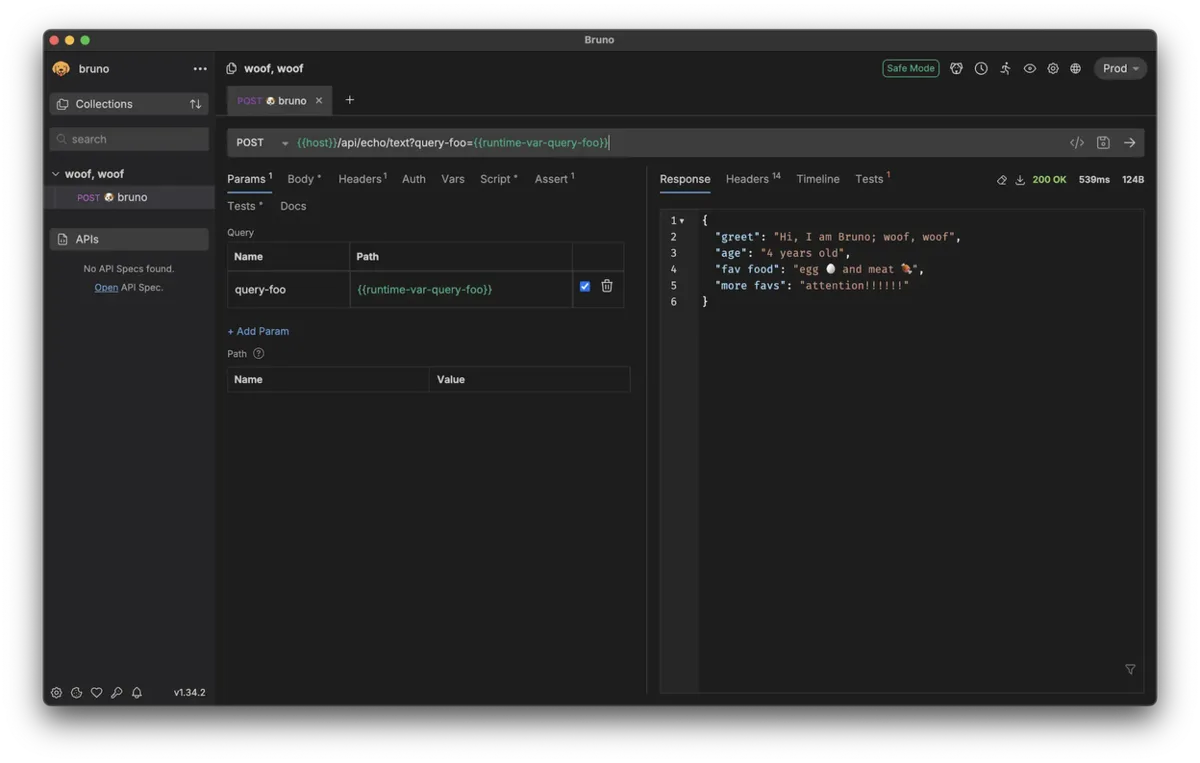 Bruno
bruno
Collections
search
woof, woof
POST 🐶 bruno
APIs
No API Specs found.
Open API Spec.
v1.34.2
woof, woof
Safe Mode
Prod
POST 🐶 bruno
POST {{host}}/api/echo/text?query-foo={{runtime-var-query-foo}}
Params 1 Body • Headers 1 Auth Vars Script • Assert 1
Tests • Docs
Query
Name Path
query-foo {{runtime-var-query-foo}}
+ Add Param
Path ?
Name Value
Response Headers 14 Timeline Tests 1 200 OK 539ms 124B
1 {
2 "greet": "Hi, I am Bruno; woof, woof",
3 "age": "4 years old",
4 "fav food": "egg 🥚 and meat 🍖",
5 "more favs": "attention!!!!!!"
6 }